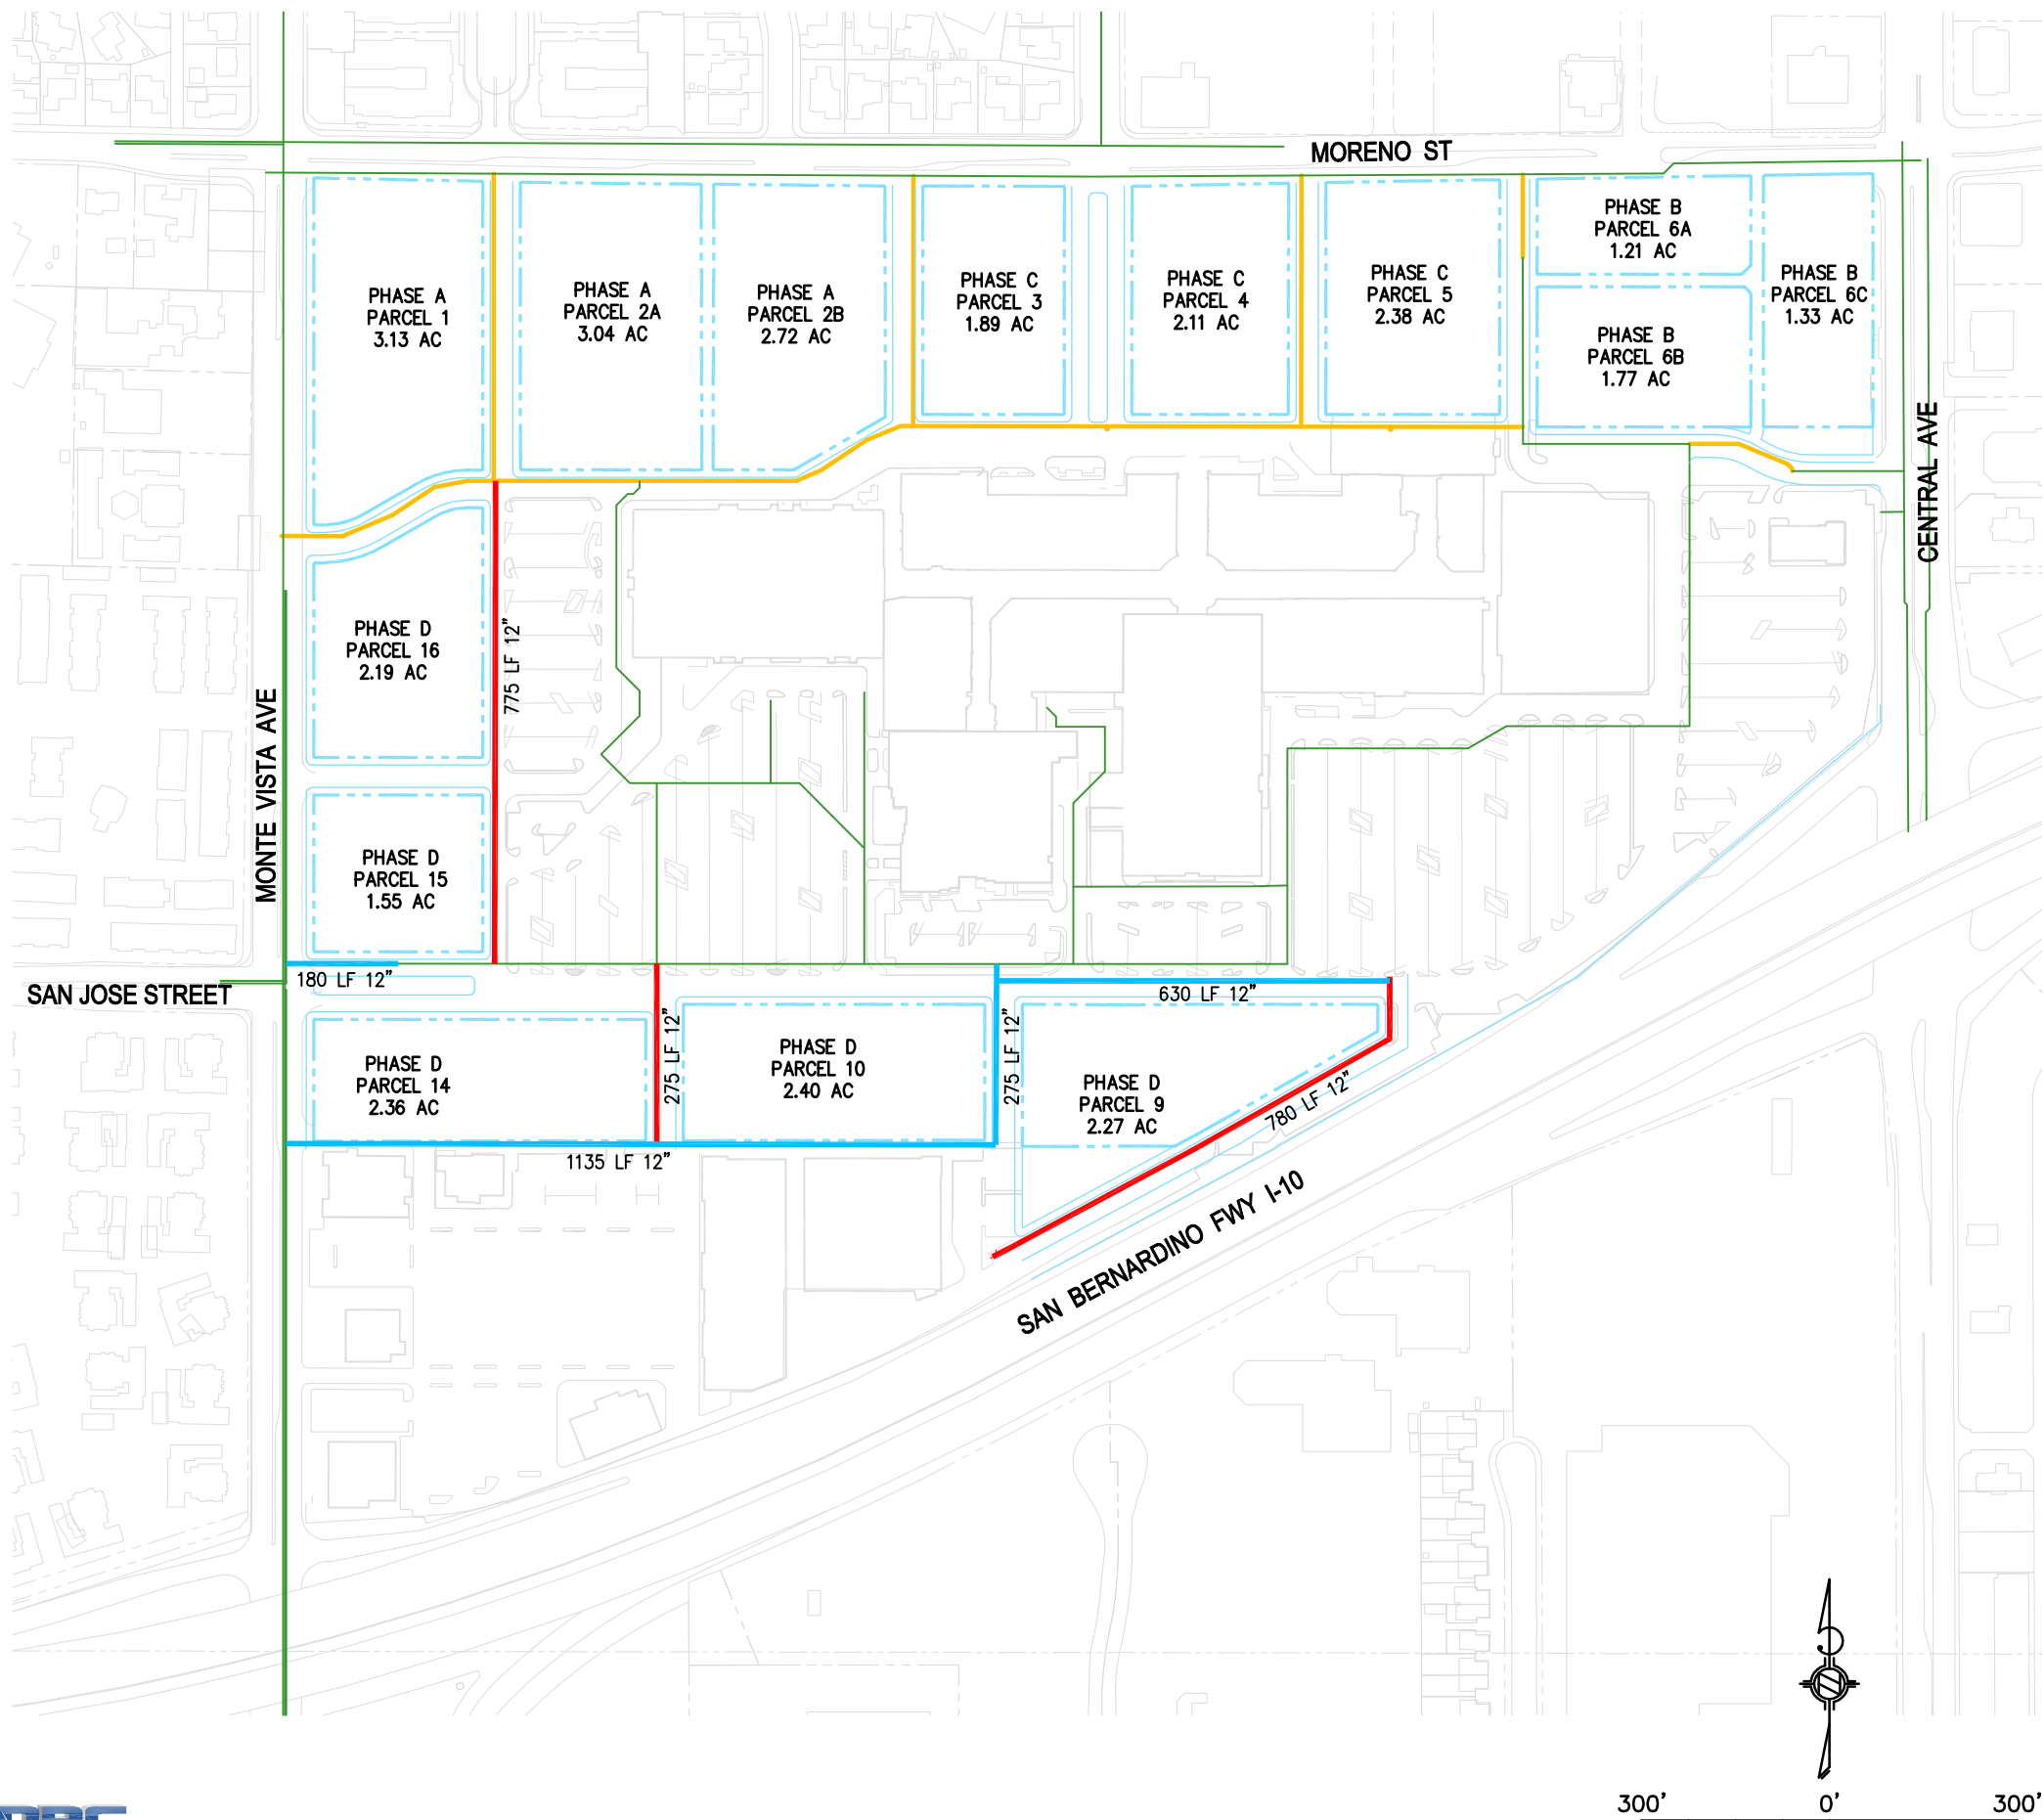 MORENO ST
PHASE A
PARCEL 1
3.13 AC
PHASE A
PARCEL 2A
3.04 AC
PHASE A
PARCEL 2B
2.72 AC
PHASE C
PARCEL 3
1.89 AC
PHASE C
PARCEL 4
2.11 AC
PHASE C
PARCEL 5
2.38 AC
PHASE B
PARCEL 6A
1.21 AC
PHASE B
PARCEL 6B
1.77 AC
PHASE B
PARCEL 6C
1.33 AC
CENTRAL AVE
PHASE D
PARCEL 16
2.19 AC
775 LF 12"
MONTE VISTA AVE
PHASE D
PARCEL 15
1.55 AC
180 LF 12"
SAN JOSE STREET
PHASE D
PARCEL 14
2.36 AC
275 LF 12"
PHASE D
PARCEL 10
2.40 AC
275 LF 12"
630 LF 12"
PHASE D
PARCEL 9
2.27 AC
780 LF 12"
1135 LF 12"
SAN BERNARDINO FWY I-10
300' 0' 300'